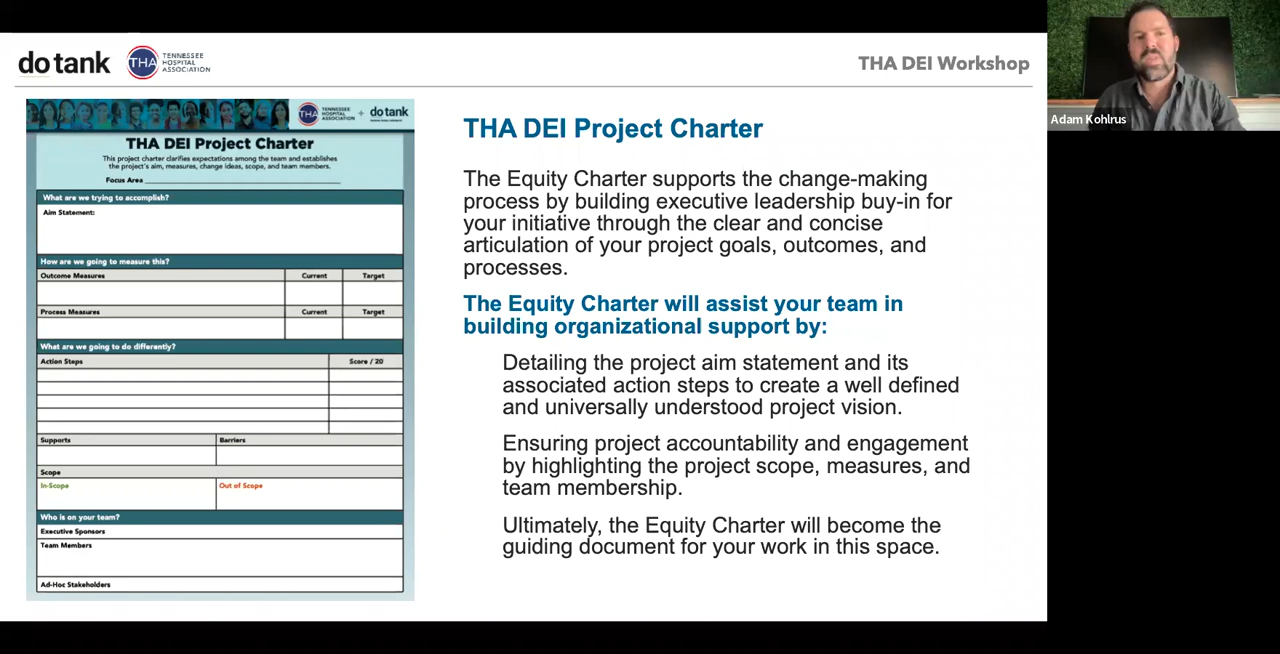 do tank
THA
TENNESSEE
HOSPITAL
ASSOCIATION
THA DEI Workshop
Adam Kohlrus
THA
TENNESSEE
HOSPITAL
ASSOCIATION
+
do tank
THA DEI Project Charter
This project charter clarifies expectations among the team and establishes
the project's aim, measures, change ideas, scope, and team members.
Focus Area
What are we trying to accomplish?
Aim Statement:
How are we going to measure this?
Outcome Measures Current Target
Process Measures Current Target
What are we going to do differently?
Action Steps Score / 20
Supports Barriers
Scope
In-Scope Out of Scope
Who is on your team?
Executive Sponsors
Team Members
Ad-Hoc Stakeholders
THA DEI Project Charter
The Equity Charter supports the change-making
process by building executive leadership buy-in for
your initiative through the clear and concise
articulation of your project goals, outcomes, and
processes.
The Equity Charter will assist your team in
building organizational support by:
Detailing the project aim statement and its
associated action steps to create a well defined
and universally understood project vision.
Ensuring project accountability and engagement
by highlighting the project scope, measures, and
team membership.
Ultimately, the Equity Charter will become the
guiding document for your work in this space.